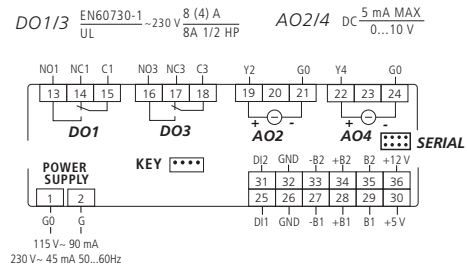 DO1/3 EN60730-1 UL ~230 V 8 (4) A 8A 1/2 HP
AO2/4 DC 5 mA MAX 0...10 V
NO1 NC1 C1 NO3 NC3 C3 Y2 G0 Y4 G0
13 14 15 16 17 18 19 20 21 22 23 24
+ - + -
DO1 DO3 AO2 AO4 SERIAL
KEY
POWER
SUPPLY
DI2 GND -B2 +B2 B2 +12 V
31 32 33 34 35 36
1 2 25 26 27 28 29 30
G0 G DI1 GND -B1 +B1 B1 +5 V
115 V~ 90 mA
230 V~ 45 mA 50...60Hz